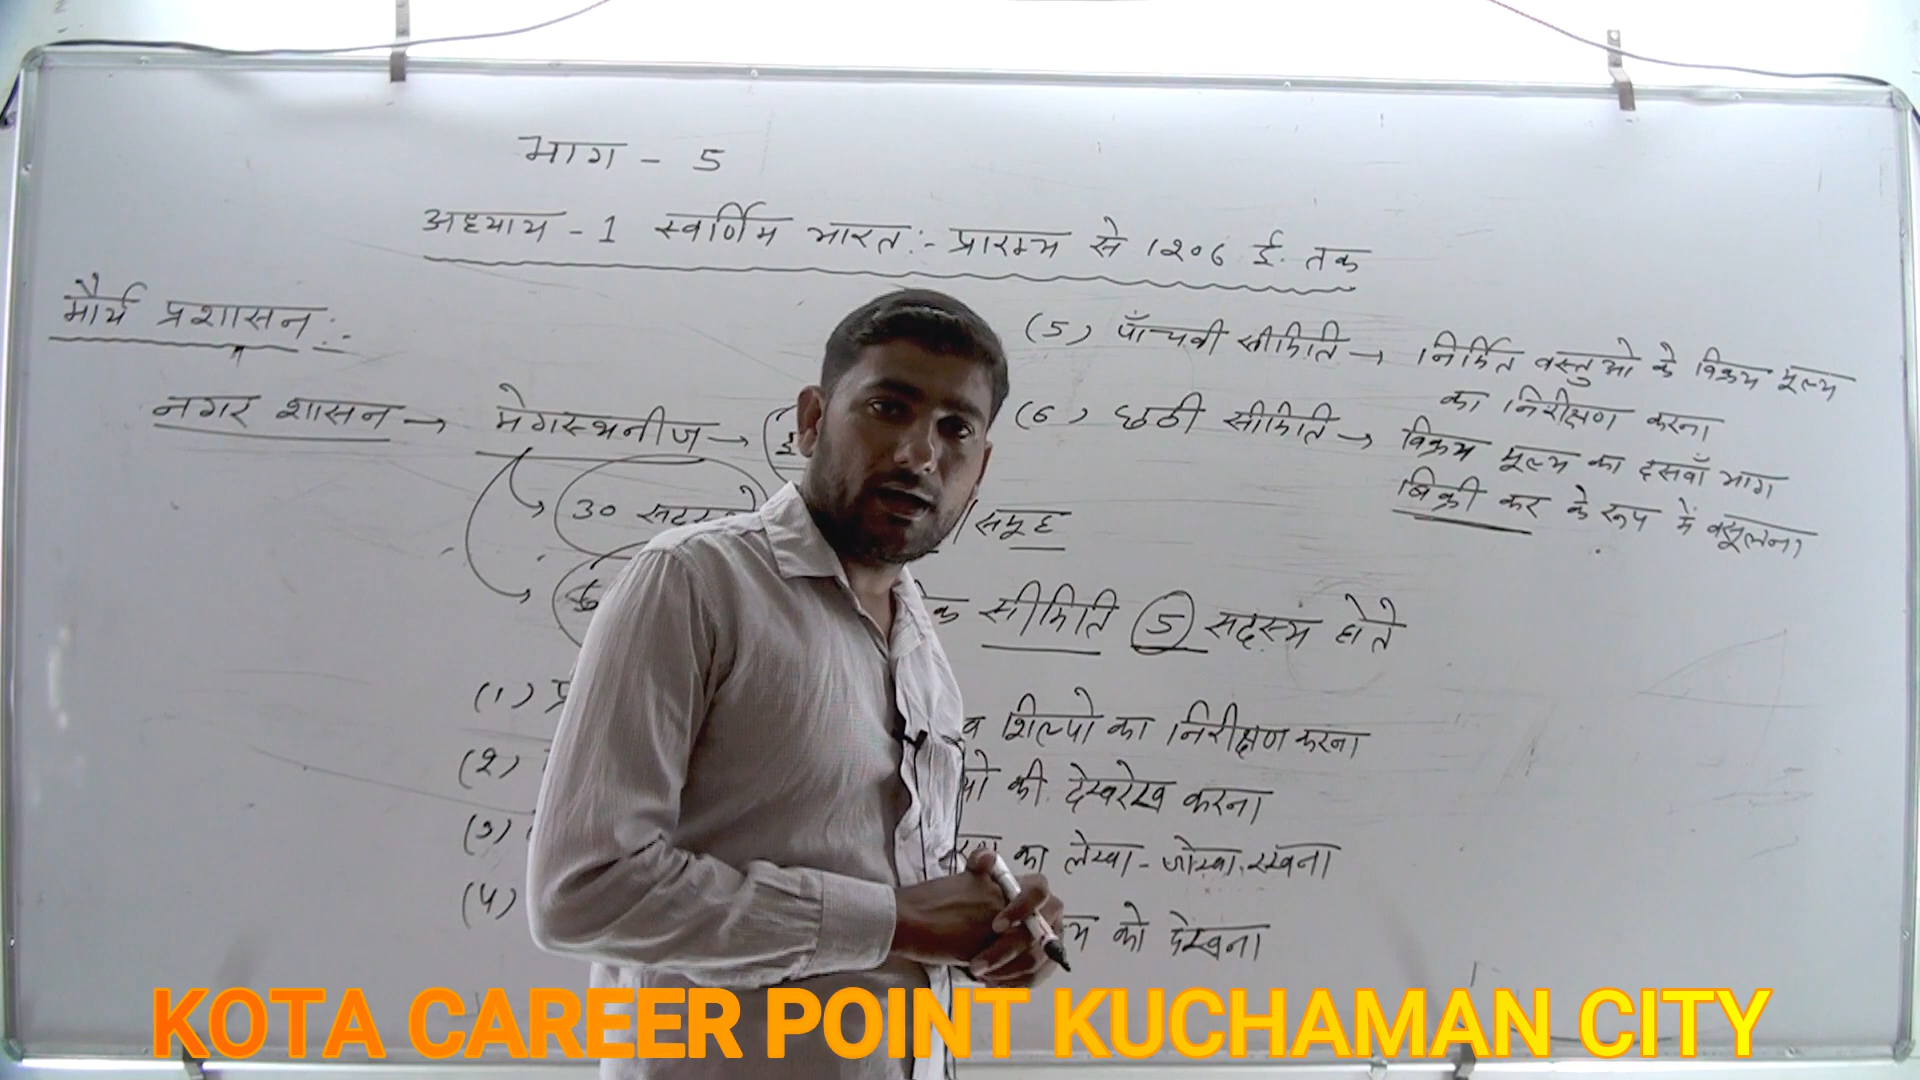 भाग - 5
अध्याय - 1 स्वर्णिम भारत :- प्रारम्भ से 1206 ई. तक
मौर्य प्रशासन :-
नगर शासन → मेगस्थनीज →
30
समूह
समिति 5 सदस्य होते
(1)
व शिल्पो का निरीक्षण करना
(2)
की देखरेख करना
(3)
का लेखा - जोखा रखना
(4)
को देखना
(5) पाँचवी समिति → निर्मित वस्तुओ के विक्रय मूल्य
का निरीक्षण करना
(6) छठी समिति → विक्रय मूल्य का दसवाँ भाग
बिक्री कर के रूप में वसूलना
KOTA CAREER POINT KUCHAMAN CITY